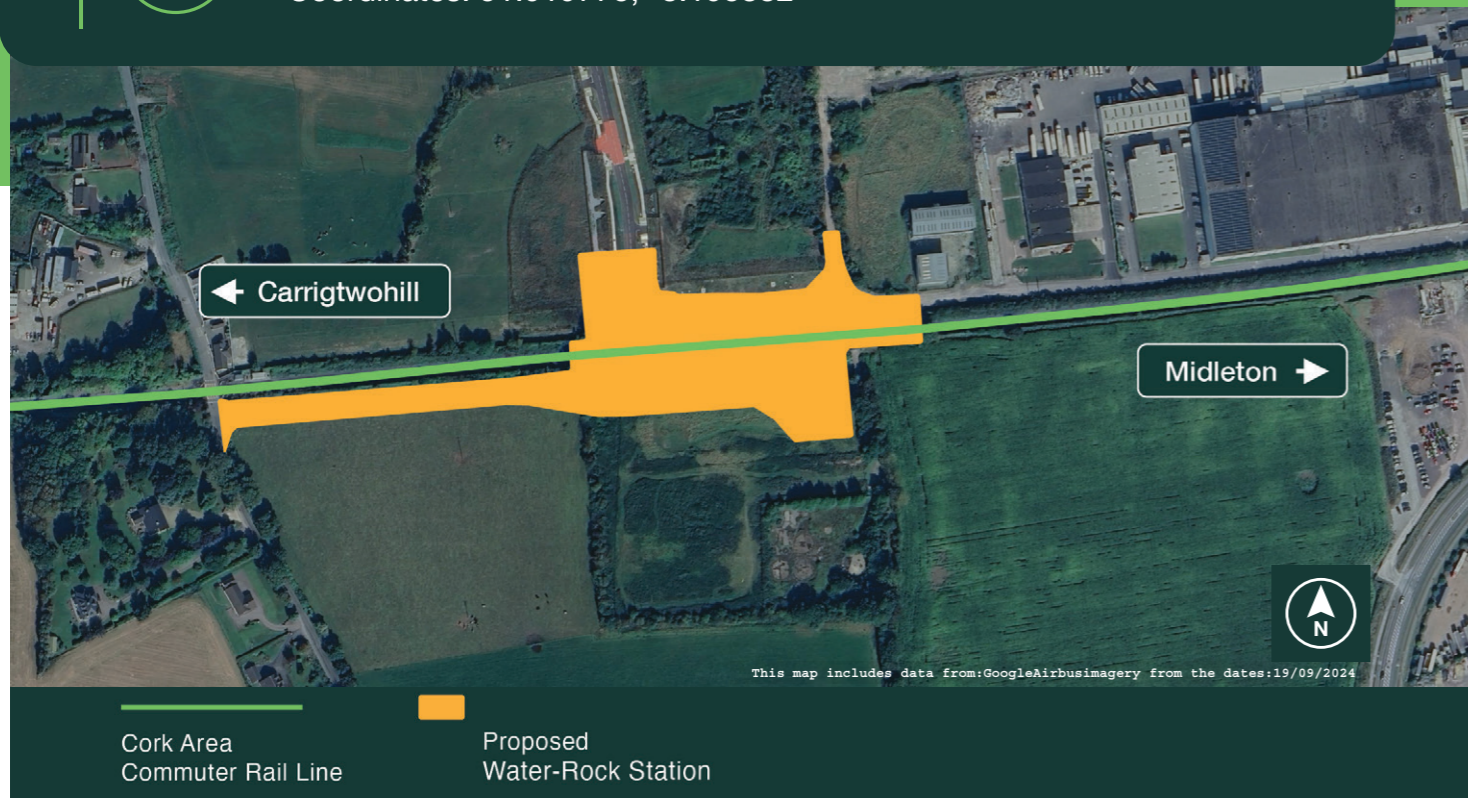 Carrigtwohill
Midleton
N
This map includes data from:GoogleAirbusimagery from the dates:19/09/2024
Cork Area
Commuter Rail Line
Proposed
Water-Rock Station